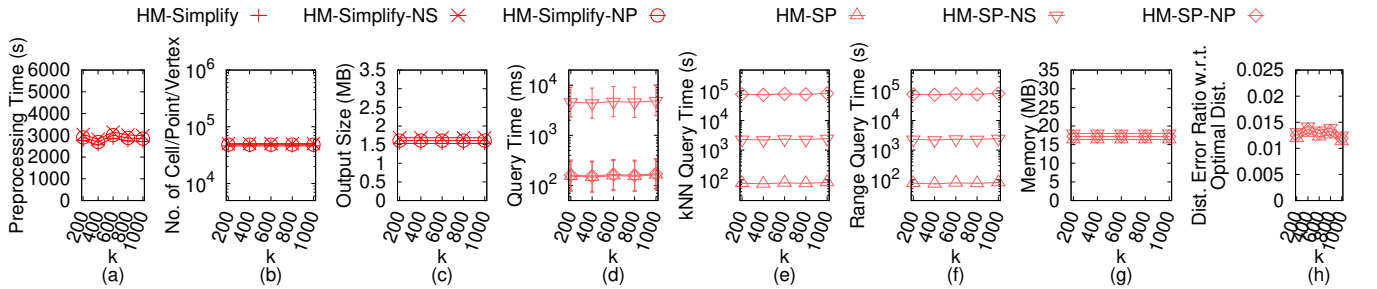 HM-Simplify HM-Simplify-NS HM-Simplify-NP HM-SP HM-SP-NS HM-SP-NP
Preprocessing Time (s)
6000
5000
4000
3000
2000
1000
0
200 400 600 800 1000
k
(a)
No. of Cell/Point/Vertex
10^6
10^5
10^4
200 400 600 800 1000
k
(b)
Output Size (MB)
3.5
3
2.5
2
1.5
1
0.5
0
200 400 600 800 1000
k
(c)
Query Time (ms)
10^4
10^3
10^2
200 400 600 800 1000
k
(d)
kNN Query Time (s)
10^5
10^4
10^3
10^2
200 400 600 800 1000
k
(e)
Range Query Time (s)
10^5
10^4
10^3
10^2
200 400 600 800 1000
k
(f)
Memory (MB)
35
30
25
20
15
10
5
0
200 400 600 800 1000
k
(g)
Dist. Error Ratio w.r.t.
Optimal Dist.
0.025
0.02
0.015
0.01
0.005
0
200 400 600 800 1000
k
(h)